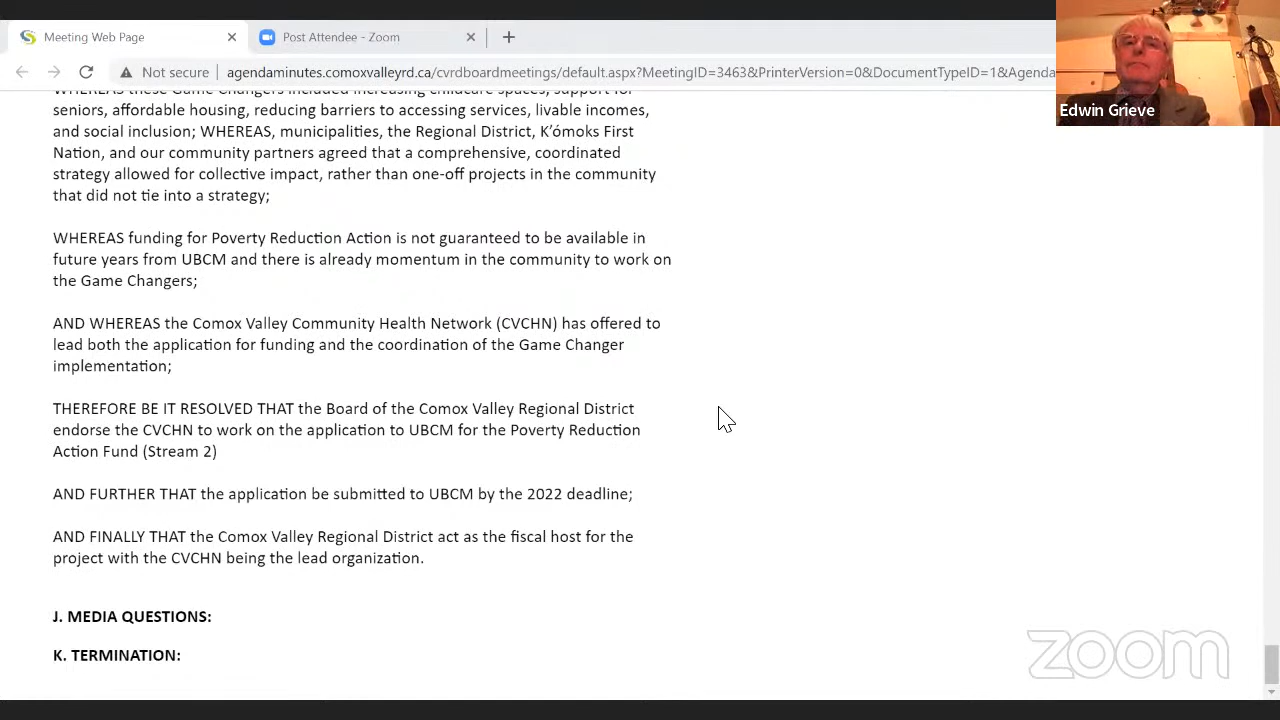 Meeting Web Page
Post Attendee - Zoom
Not secure
agendaminutes.comoxvalleyrd.ca/cvrdboardmeetings/default.aspx?MeetingID=3463&PrinterVersion=0&DocumentTypeID=1&Agenda
Edwin Grieve
WHEREAS these Game Changers included increasing childcare spaces, support for
seniors, affordable housing, reducing barriers to accessing services, livable incomes,
and social inclusion; WHEREAS, municipalities, the Regional District, K’ómoks First
Nation, and our community partners agreed that a comprehensive, coordinated
strategy allowed for collective impact, rather than one-off projects in the community
that did not tie into a strategy;
WHEREAS funding for Poverty Reduction Action is not guaranteed to be available in
future years from UBCM and there is already momentum in the community to work on
the Game Changers;
AND WHEREAS the Comox Valley Community Health Network (CVCHN) has offered to
lead both the application for funding and the coordination of the Game Changer
implementation;
THEREFORE BE IT RESOLVED THAT the Board of the Comox Valley Regional District
endorse the CVCHN to work on the application to UBCM for the Poverty Reduction
Action Fund (Stream 2)
AND FURTHER THAT the application be submitted to UBCM by the 2022 deadline;
AND FINALLY THAT the Comox Valley Regional District act as the fiscal host for the
project with the CVCHN being the lead organization.
J. MEDIA QUESTIONS:
K. TERMINATION:
zoom